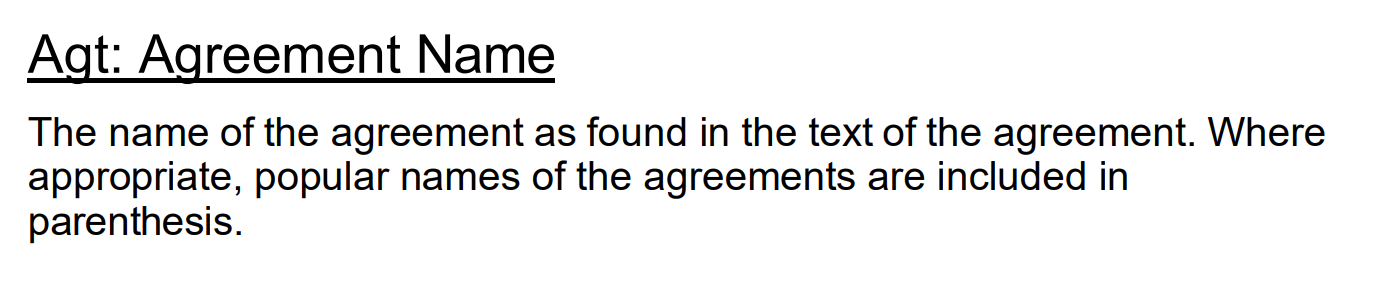 Agt: Agreement Name
The name of the agreement as found in the text of the agreement. Where
appropriate, popular names of the agreements are included in
parenthesis.